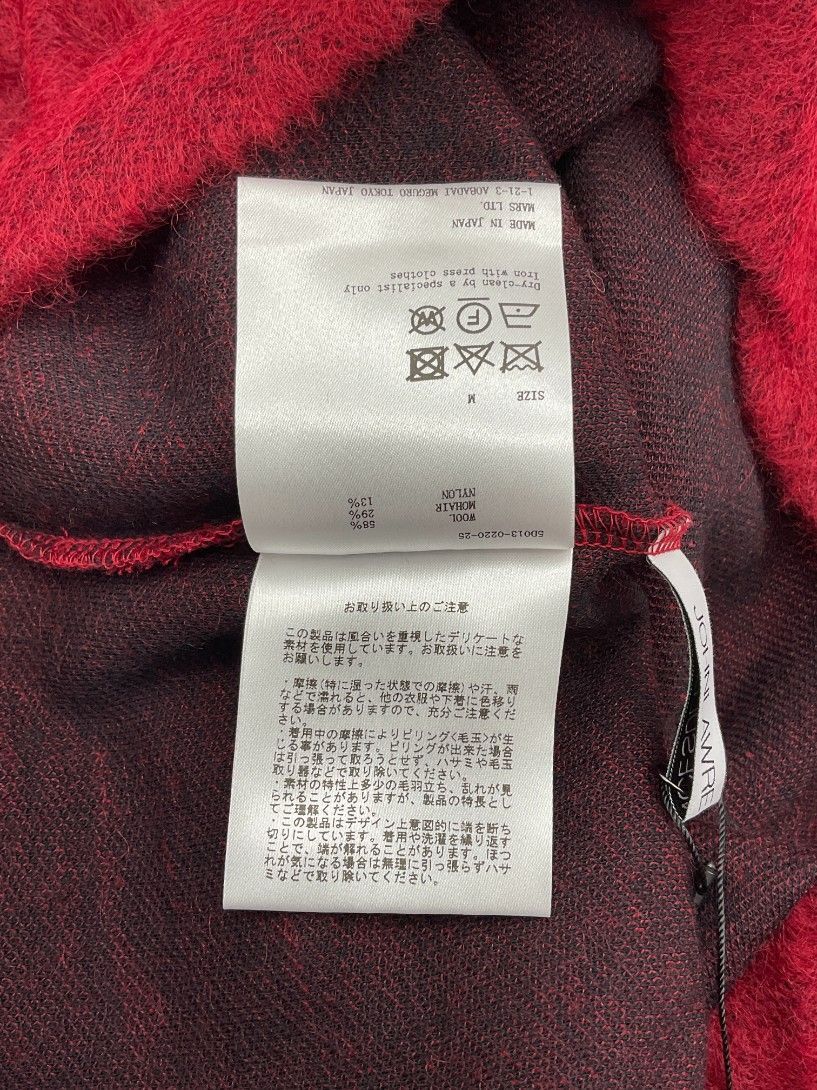 5D013-0220-25
WOOL 58%
MOHAIR 29%
NYLON 13%
SIZE M
Dry-clean by a specialist only
Iron with press clothes
MADE IN JAPAN
MARS LTD.
1-21-3 AOBADAI MEGURO TOKYO JAPAN
お取り扱い上のご注意
この製品は風合いを重視したデリケートな
素材を使用しています。お取扱いに注意を
お願いします。
・摩擦(特に湿った状態での摩擦)や汗、雨
などで濡れると、他の衣服や下着に色移り
する場合がありますので、充分ご注意くだ
さい。
・着用中の摩擦によりピリング<毛玉>が生
じる事があります。ピリングが出来た場合
は引っ張って取ろうとせず、ハサミや毛玉
取り器などで取り除いてください。
・素材の特性上多少の毛羽立ち、乱れが見
られることがありますが、製品の特長とし
てご理解ください。
・この製品はデザイン上意図的に端を断ち
切りにしています。着用や洗濯を繰り返す
ことで、端が解れることがあります。ほつ
れが気になる場合は無理に引っ張らずハサ
ミなどで取り除いてください。
JOHN LAWRE